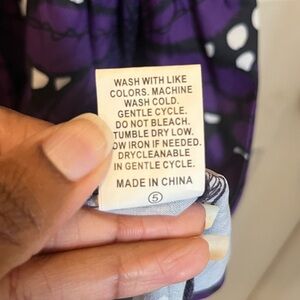 WASH WITH LIKE
COLORS. MACHINE
WASH COLD.
GENTLE CYCLE.
DO NOT BLEACH.
TUMBLE DRY LOW.
OW IRON IF NEEDED.
DRYCLEANABLE
IN GENTLE CYCLE.
MADE IN CHINA
5